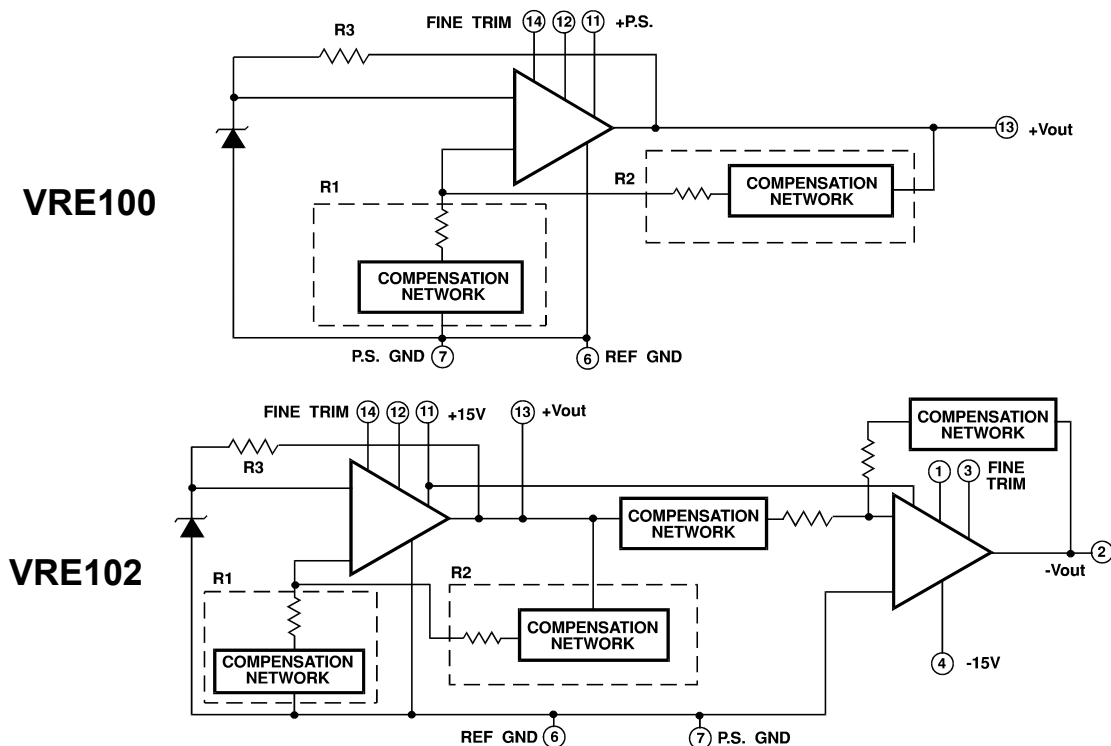 FINE TRIM 14 12 11 +P.S.
R3
13 +Vout
VRE100
R1
R2
COMPENSATION
NETWORK
COMPENSATION
NETWORK
P.S. GND 7
6 REF GND
FINE TRIM 14 12 11 +15V 13 +Vout
R3
COMPENSATION
NETWORK
1 3 FINE
TRIM
COMPENSATION
NETWORK
VRE102
2
-Vout
R1
R2
COMPENSATION
NETWORK
COMPENSATION
NETWORK
4 -15V
REF GND 6
7 P.S. GND